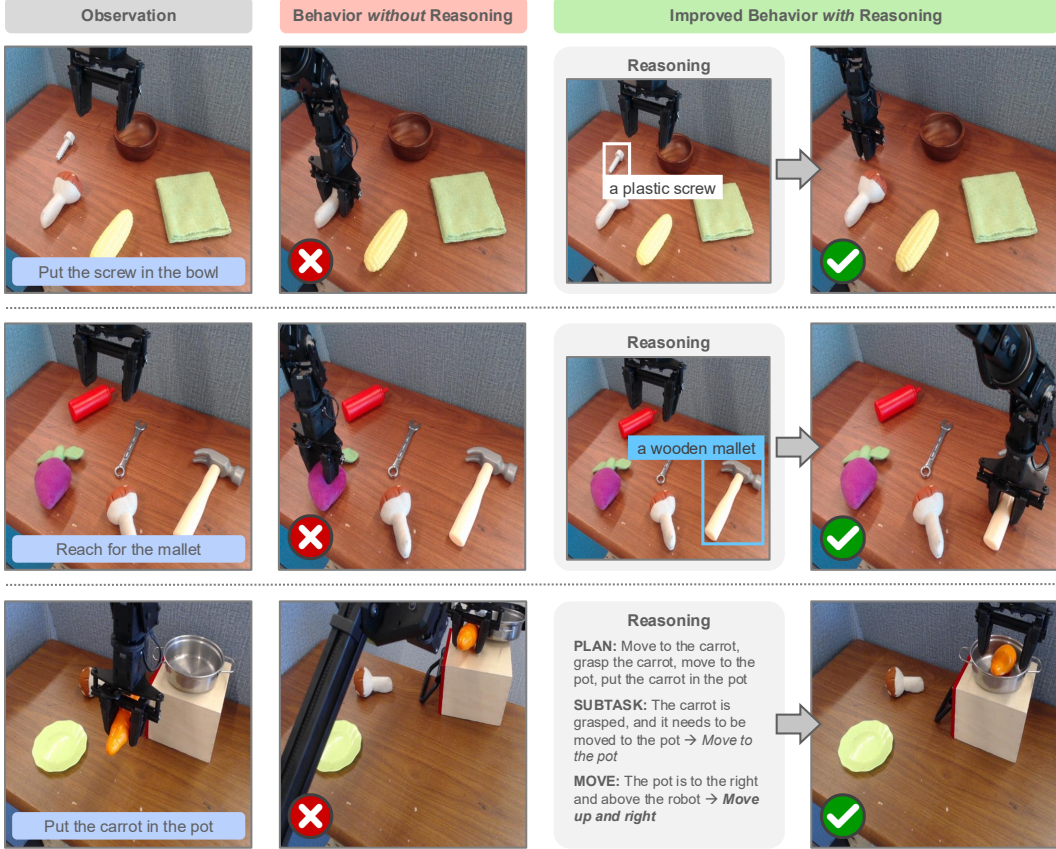 Observation
Behavior without Reasoning
Improved Behavior with Reasoning
Put the screw in the bowl
Reasoning
a plastic screw
Reach for the mallet
Reasoning
a wooden mallet
Put the carrot in the pot
Reasoning
PLAN: Move to the carrot,
grasp the carrot, move to the
pot, put the carrot in the pot
SUBTASK: The carrot is
grasped, and it needs to be
moved to the pot → Move to
the pot
MOVE: The pot is to the right
and above the robot → Move
up and right